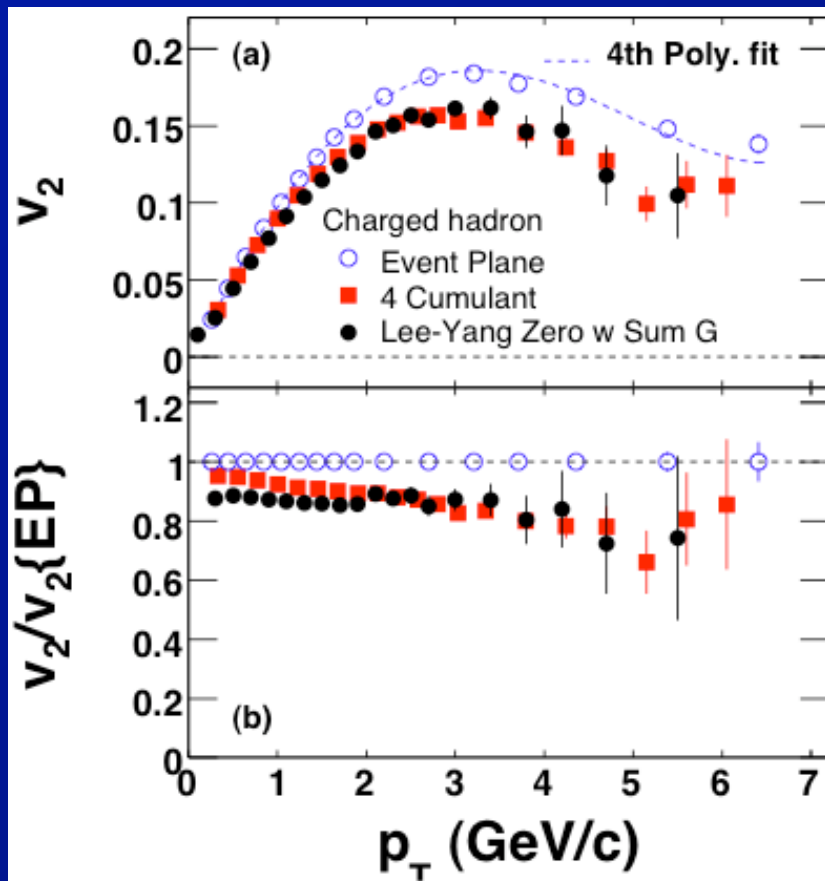 0.2
(a)
4th Poly. fit
0.15
v2
0.1
Charged hadron
Event Plane
0.05
4 Cumulant
Lee-Yang Zero w Sum G
0
1.2
1
0.8
v2/v2{EP}
0.6
0.4
0.2
(b)
0
0 1 2 3 4 5 6 7
pT (GeV/c)